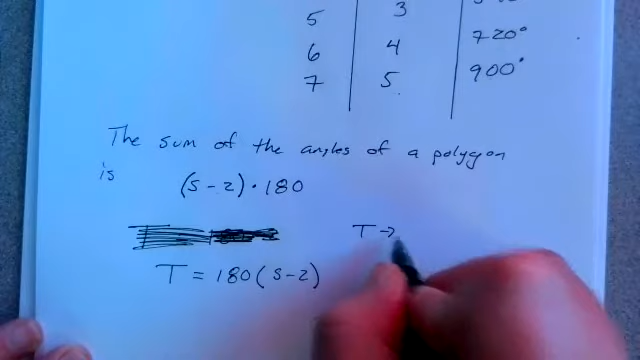 5 3
6 4 720°
7 5 900°
The sum of the angles of a polygon
is (s-2)·180
T→
T = 180(s-2)